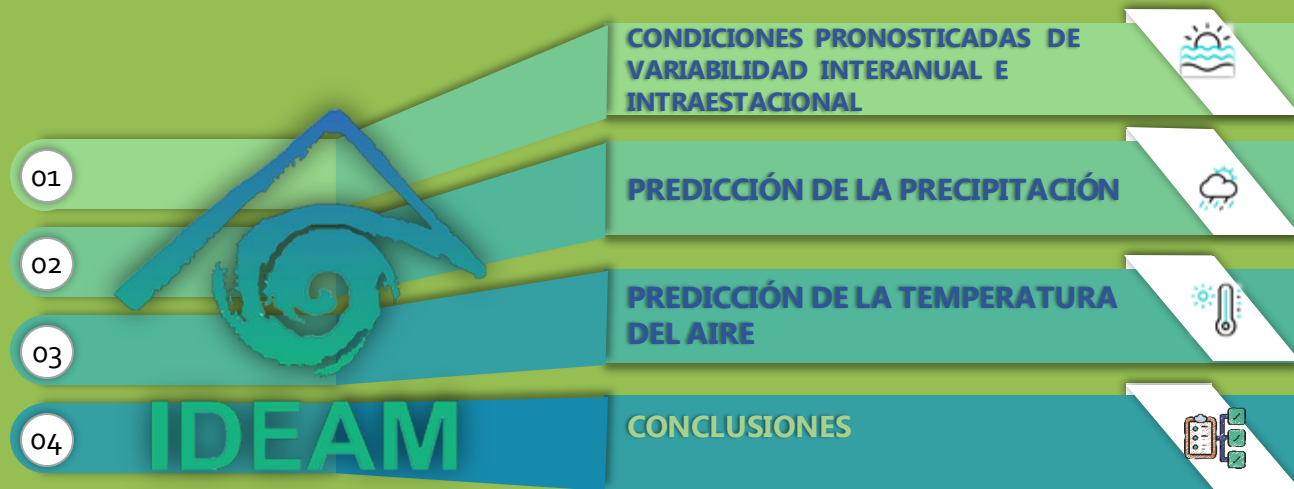 01
CONDICIONES PRONOSTICADAS DE
VARIABILIDAD INTERANUAL E
INTRAESTACIONAL
02
PREDICCIÓN DE LA PRECIPITACIÓN
03
PREDICCIÓN DE LA TEMPERATURA
DEL AIRE
04
CONCLUSIONES
IDEAM